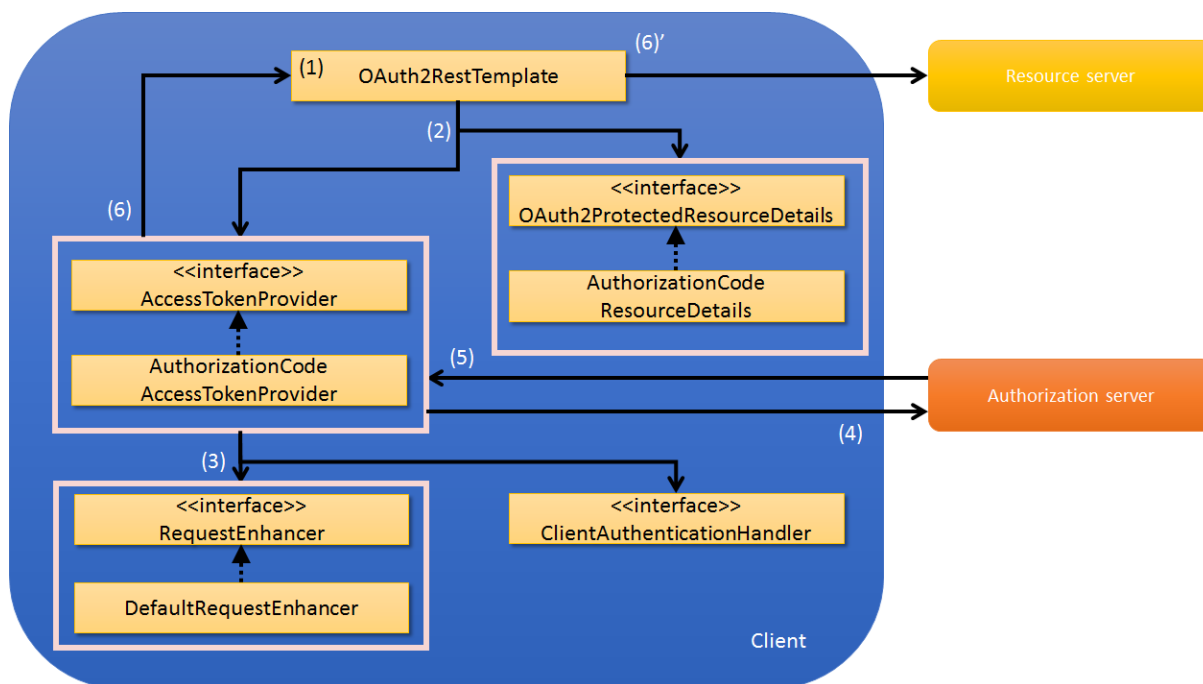 (6)’
(1)
OAuth2RestTemplate
Resource server
(2)
<<interface>>
OAuth2ProtectedResourceDetails
(6)
<<interface>>
AccessTokenProvider
AuthorizationCode
ResourceDetails
AuthorizationCode
AccessTokenProvider
(5)
Authorization server
(4)
(3)
<<interface>>
RequestEnhancer
<<interface>>
ClientAuthenticationHandler
DefaultRequestEnhancer
Client